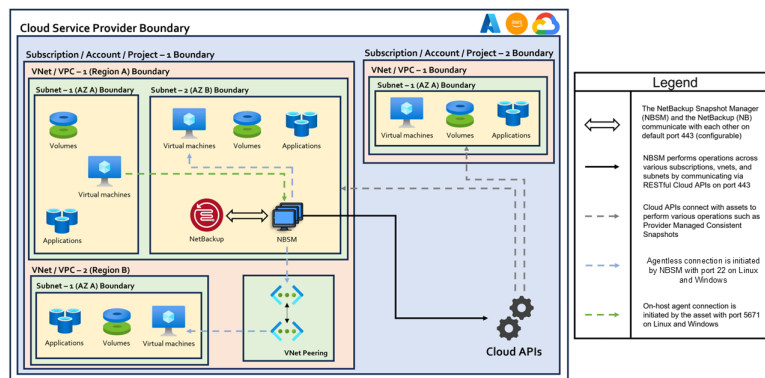 Cloud Service Provider Boundary
aws
Subscription / Account / Project – 1 Boundary
VNet / VPC – 1 (Region A) Boundary
Subnet – 1 (AZ A) Boundary
Volumes
Virtual machines
Applications
Subnet – 2 (AZ B) Boundary
Virtual machines
Volumes
Applications
NetBackup
NBSM
VNet / VPC – 2 (Region B)
Subnet – 1 (AZ A) Boundary
Applications
Volumes
Virtual machines
VNet Peering
Subscription / Account/Project – 2 Boundary
VNet / VPC – 1 Boundary
Subnet – 1 (AZ A) Boundary
Virtual machines
Volumes
Applications
Cloud APIs
Legend
The NetBackup Snapshot Manager
(NBSM) and the NetBackup (NB)
communicate with each other on
default port 443 (configurable)
NBSM performs operations across
various subscriptions, vnets, and
subnets by communicating via
RESTful Cloud APIs on port 443
Cloud APIs connect with assets to
perform various operations such as
Provider Managed Consistent
Snapshots
Agentless connection is initiated
by NBSM with port 22 on Linux
and Windows
On-host agent connection is
initiated by the asset with port 5671
on Linux and Windows